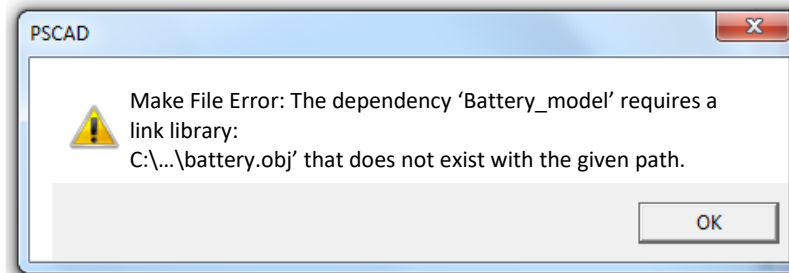 PSCAD
Make File Error: The dependency ‘Battery_model’ requires a
link library:
C:\…\battery.obj’ that does not exist with the given path.
OK